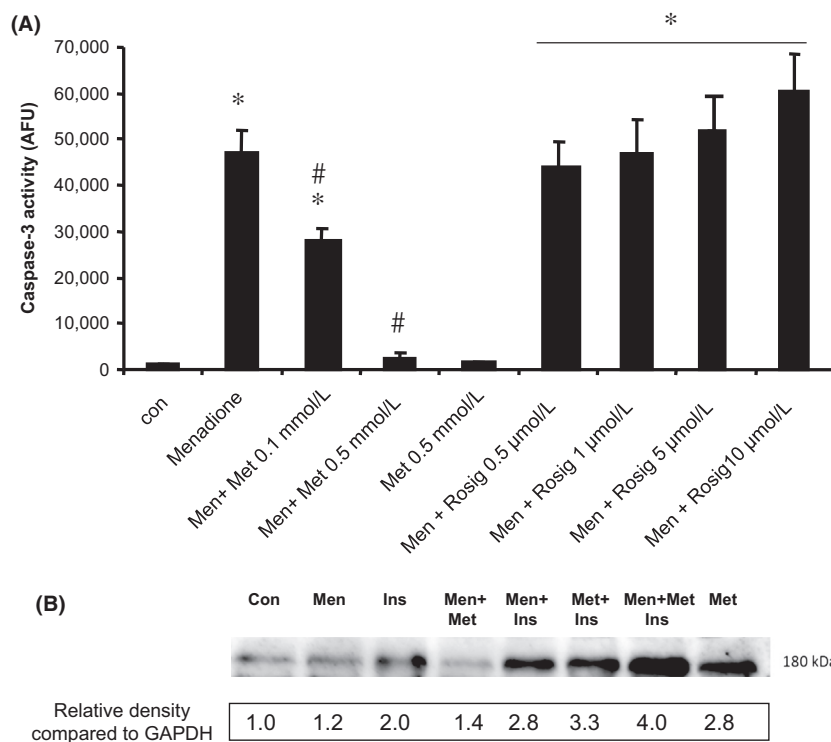 (A)
Caspase-3 activity (AFU)
70,000
60,000
50,000
40,000
30,000
20,000
10,000
0
*
#
*
#
*
con
Menadione
Men+ Met 0.1 mmol/L
Men+ Met 0.5 mmol/L
Met 0.5 mmol/L
Men + Rosig 0.5 µmol/L
Men + Rosig 1 µmol/L
Men + Rosig 5 µmol/L
Men + Rosig10 µmol/L
(B)
Con Men Ins Men+ Men+ Met+ Men+Met Met
Met Ins Ins Ins
180 kDa
Relative density
compared to GAPDH
1.0 1.2 2.0 1.4 2.8 3.3 4.0 2.8